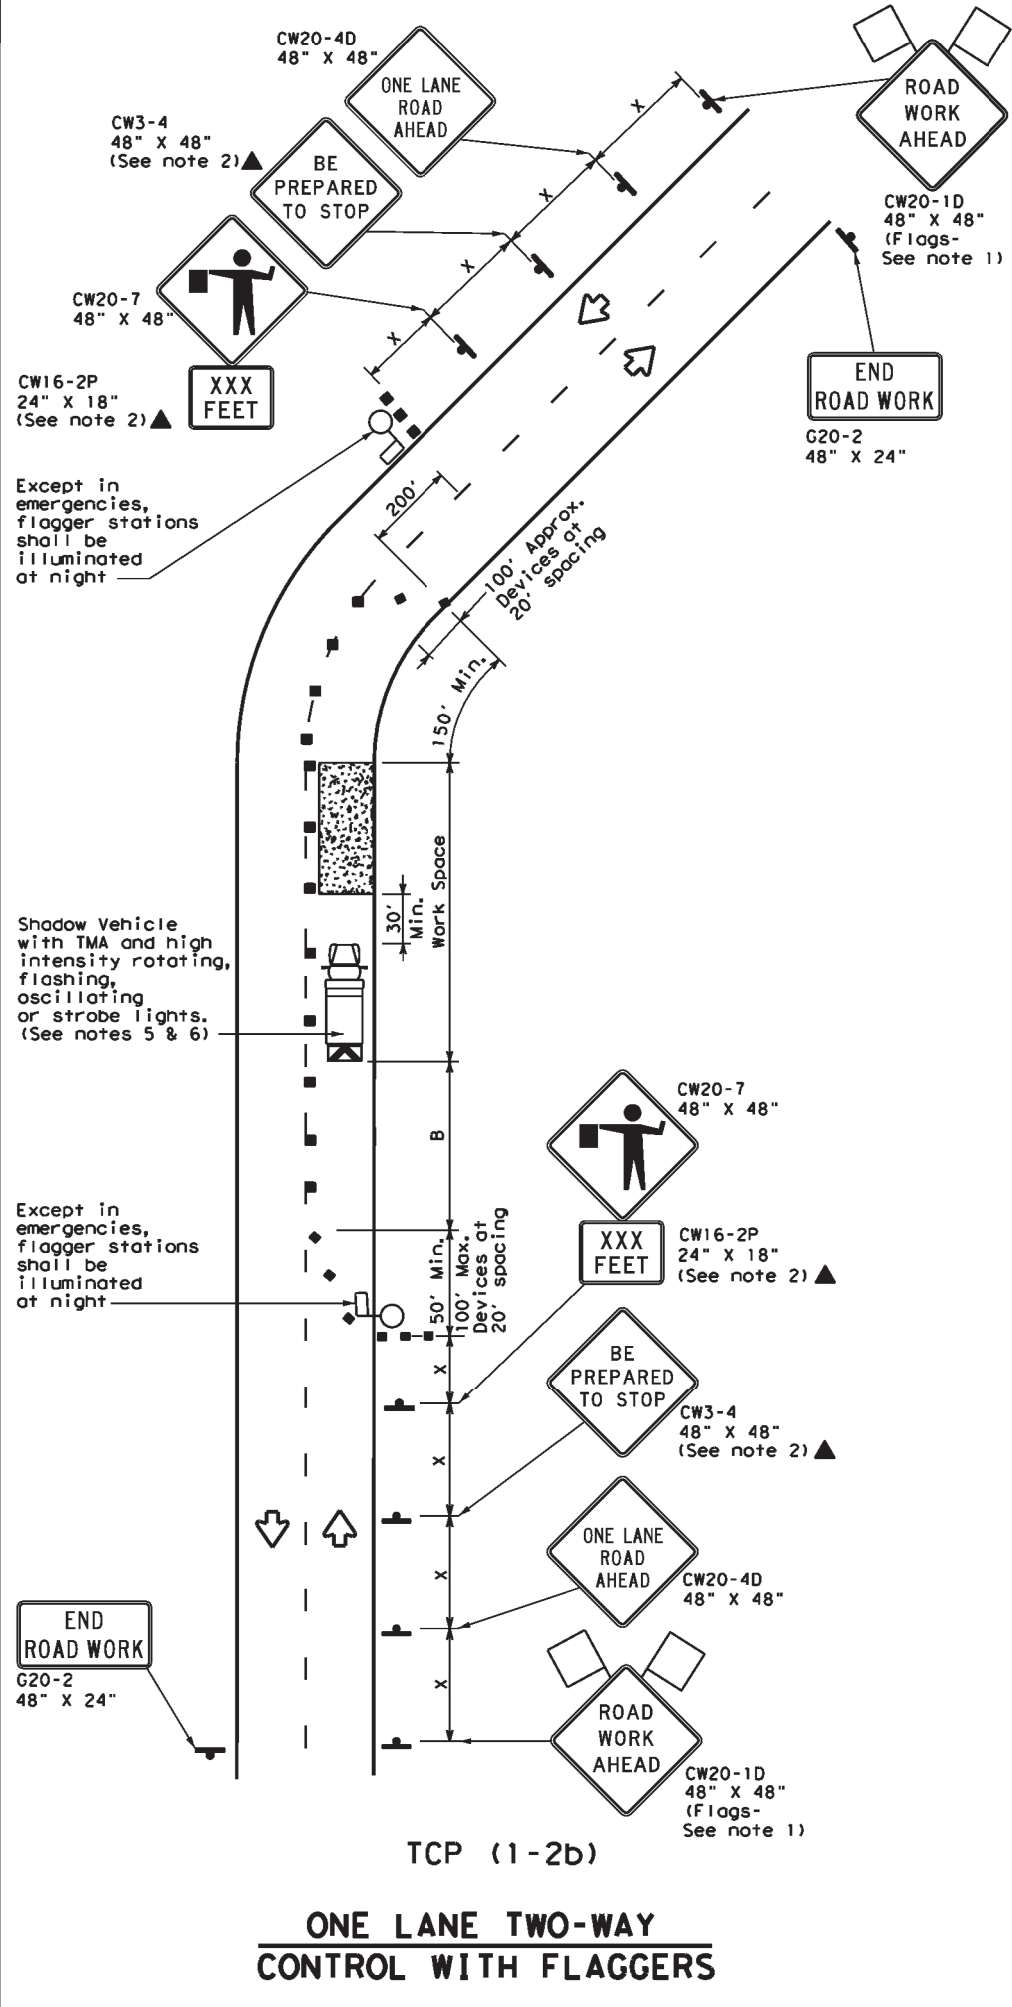 CW20-4D
48" X 48"
ONE LANE
ROAD
AHEAD
CW3-4
48" X 48"
(See note 2)
BE
PREPARED
TO STOP
CW20-7
48" X 48"
CW16-2P
24" X 18"
(See note 2)
XXX
FEET
ROAD
WORK
AHEAD
CW20-1D
48" X 48"
(Flags-
See note 1)
X
X
X
X
END
ROAD WORK
G20-2
48" X 24"
Except in
emergencies,
flagger stations
shall be
illuminated
at night
200'
100' Approx.
Devices at
20' spacing
150' Min.
Work Space
30'
Min.
Shadow Vehicle
with TMA and high
intensity rotating,
flashing,
oscillating
or strobe lights.
(See notes 5 & 6)
B
CW20-7
48" X 48"
XXX
FEET
CW16-2P
24" X 18"
(See note 2)
Except in
emergencies,
flagger stations
shall be
illuminated
at night
50' Min.
100' Max.
Devices at
20' spacing
X
X
X
X
BE
PREPARED
TO STOP
CW3-4
48" X 48"
(See note 2)
ONE LANE
ROAD
AHEAD
CW20-4D
48" X 48"
END
ROAD WORK
G20-2
48" X 24"
ROAD
WORK
AHEAD
CW20-1D
48" X 48"
(Flags-
See note 1)
TCP (1-2b)
ONE LANE TWO-WAY
CONTROL WITH FLAGGERS